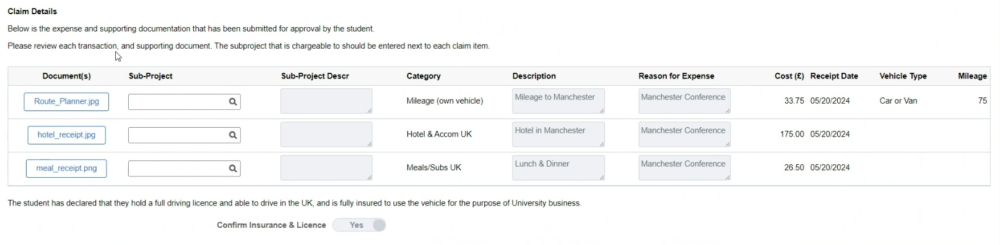 Claim Details
Below is the expense and supporting documentation that has been submitted for approval by the student.
Please review each transaction, and supporting document. The subproject that is chargeable to should be entered next to each claim item.
Document(s) Sub-Project Sub-Project Descr Category Description Reason for Expense Cost (£) Receipt Date Vehicle Type Mileage
Route_Planner.jpg Mileage (own vehicle) Mileage to Manchester Manchester Conference 33.75 05/20/2024 Car or Van 75
hotel_receipt.jpg Hotel & Accom UK Hotel in Manchester Manchester Conference 175.00 05/20/2024
meal_receipt.png Meals/Subs UK Lunch & Dinner Manchester Conference 26.50 05/20/2024
The student has declared that they hold a full driving licence and able to drive in the UK, and is fully insured to use the vehicle for the purpose of University business.
Confirm Insurance & Licence Yes